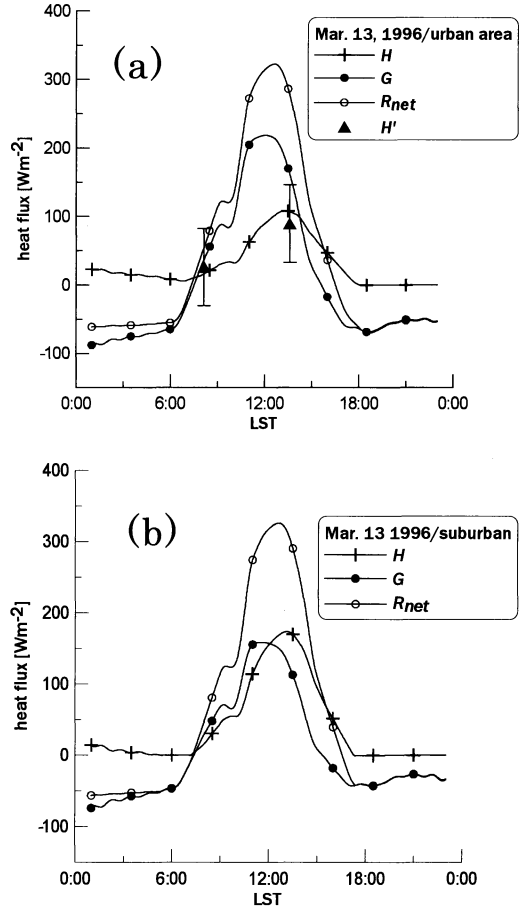 400
300
200
100
0
-100
heat flux [Wm-2]
(a)
Mar. 13, 1996/urban area
H
G
Rnet
H'
0:00 6:00 12:00 18:00 0:00
LST
400
300
200
100
0
-100
heat flux [Wm-2]
(b)
Mar. 13 1996/suburban
H
G
Rnet
0:00 6:00 12:00 18:00 0:00
LST